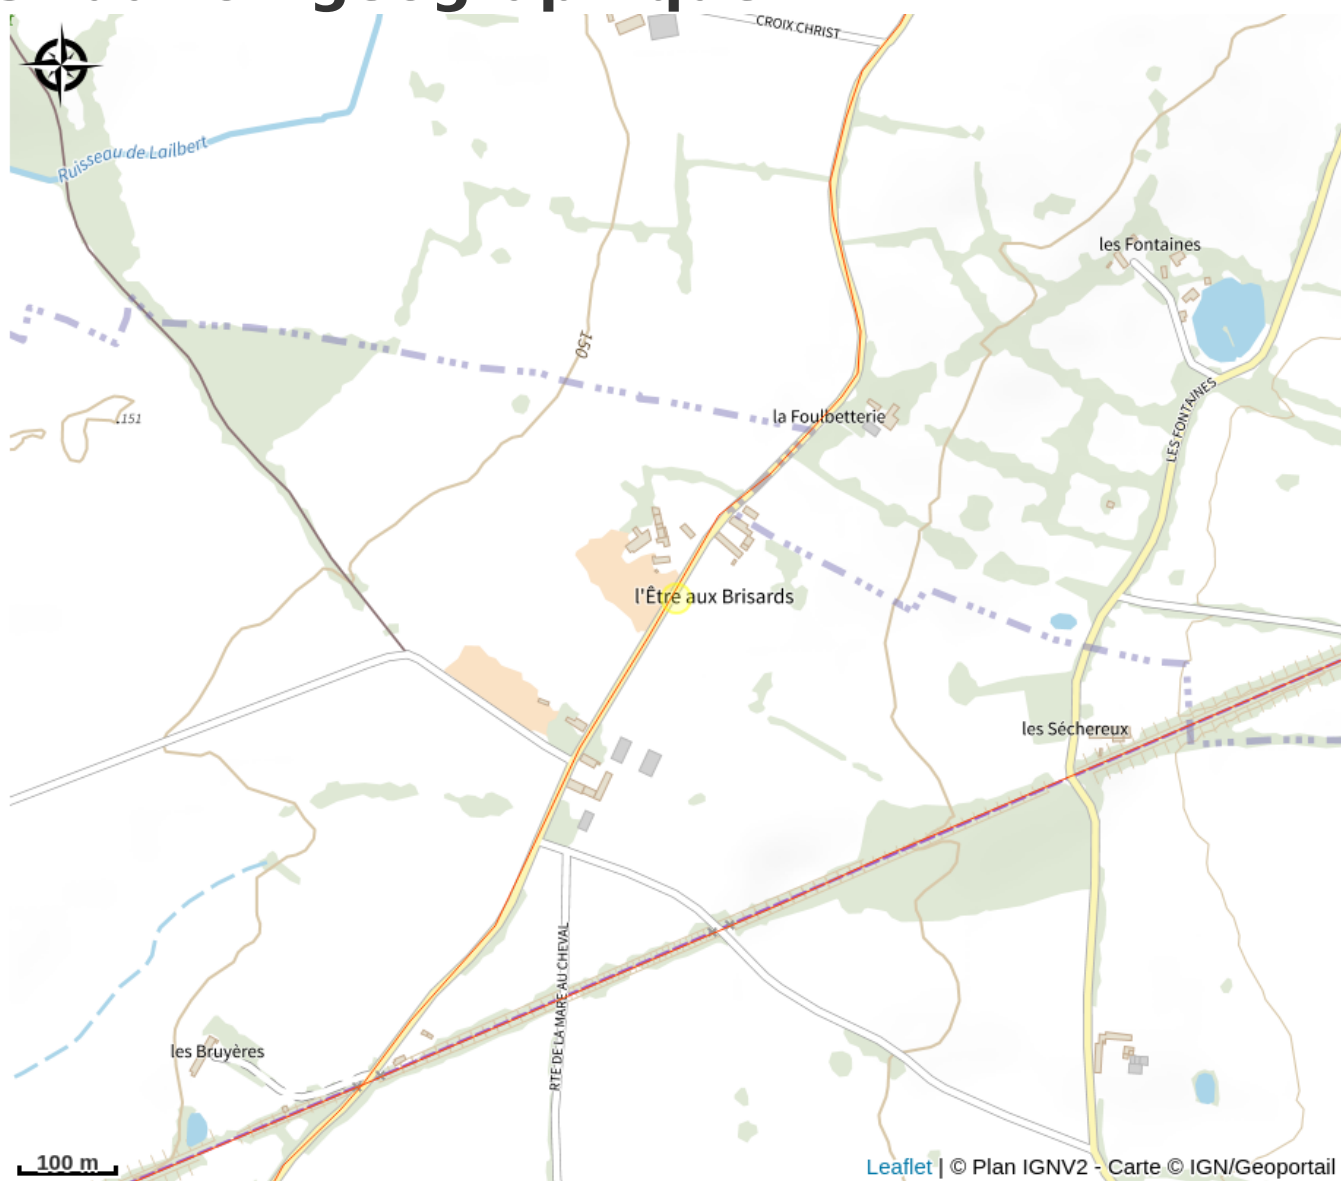 CROIX CHRIST
Ruisseau de Lailbert
les Fontaines
150
151
la Foulbetterie
LES FONTAINES
l'Être aux Brisards
les Séchereux
RTE DE LA MARE AU CHEVAL
les Bruyères
100 m
Leaflet | © Plan IGNV2 - Carte © IGN/Geoportail